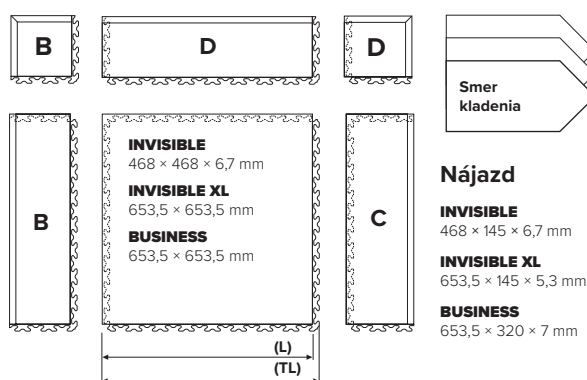 B
D
D
Smer
kladenia
B
INVISIBLE
468 × 468 × 6,7 mm
INVISIBLE XL
653,5 × 653,5 mm
BUSINESS
653,5 × 653,5 mm
C
(L)
(TL)
Nájazd
INVISIBLE
468 × 145 × 6,7 mm
INVISIBLE XL
653,5 × 145 × 5,3 mm
BUSINESS
653,5 × 320 × 7 mm